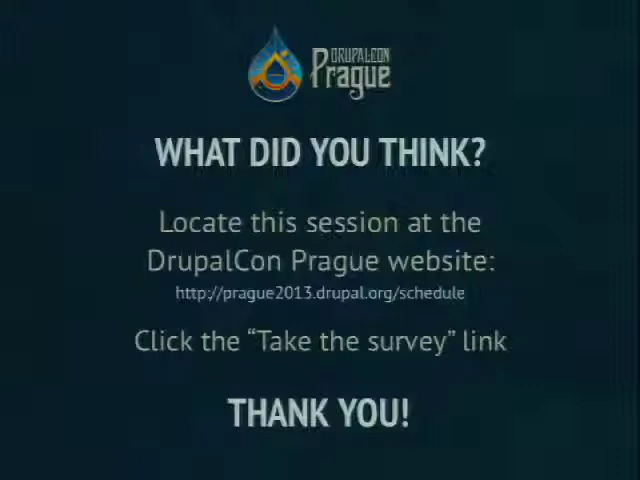 DRUPALCON
Prague
WHAT DID YOU THINK?
Locate this session at the
DrupalCon Prague website:
http://prague2013.drupal.org/schedule
Click the “Take the survey” link
THANK YOU!